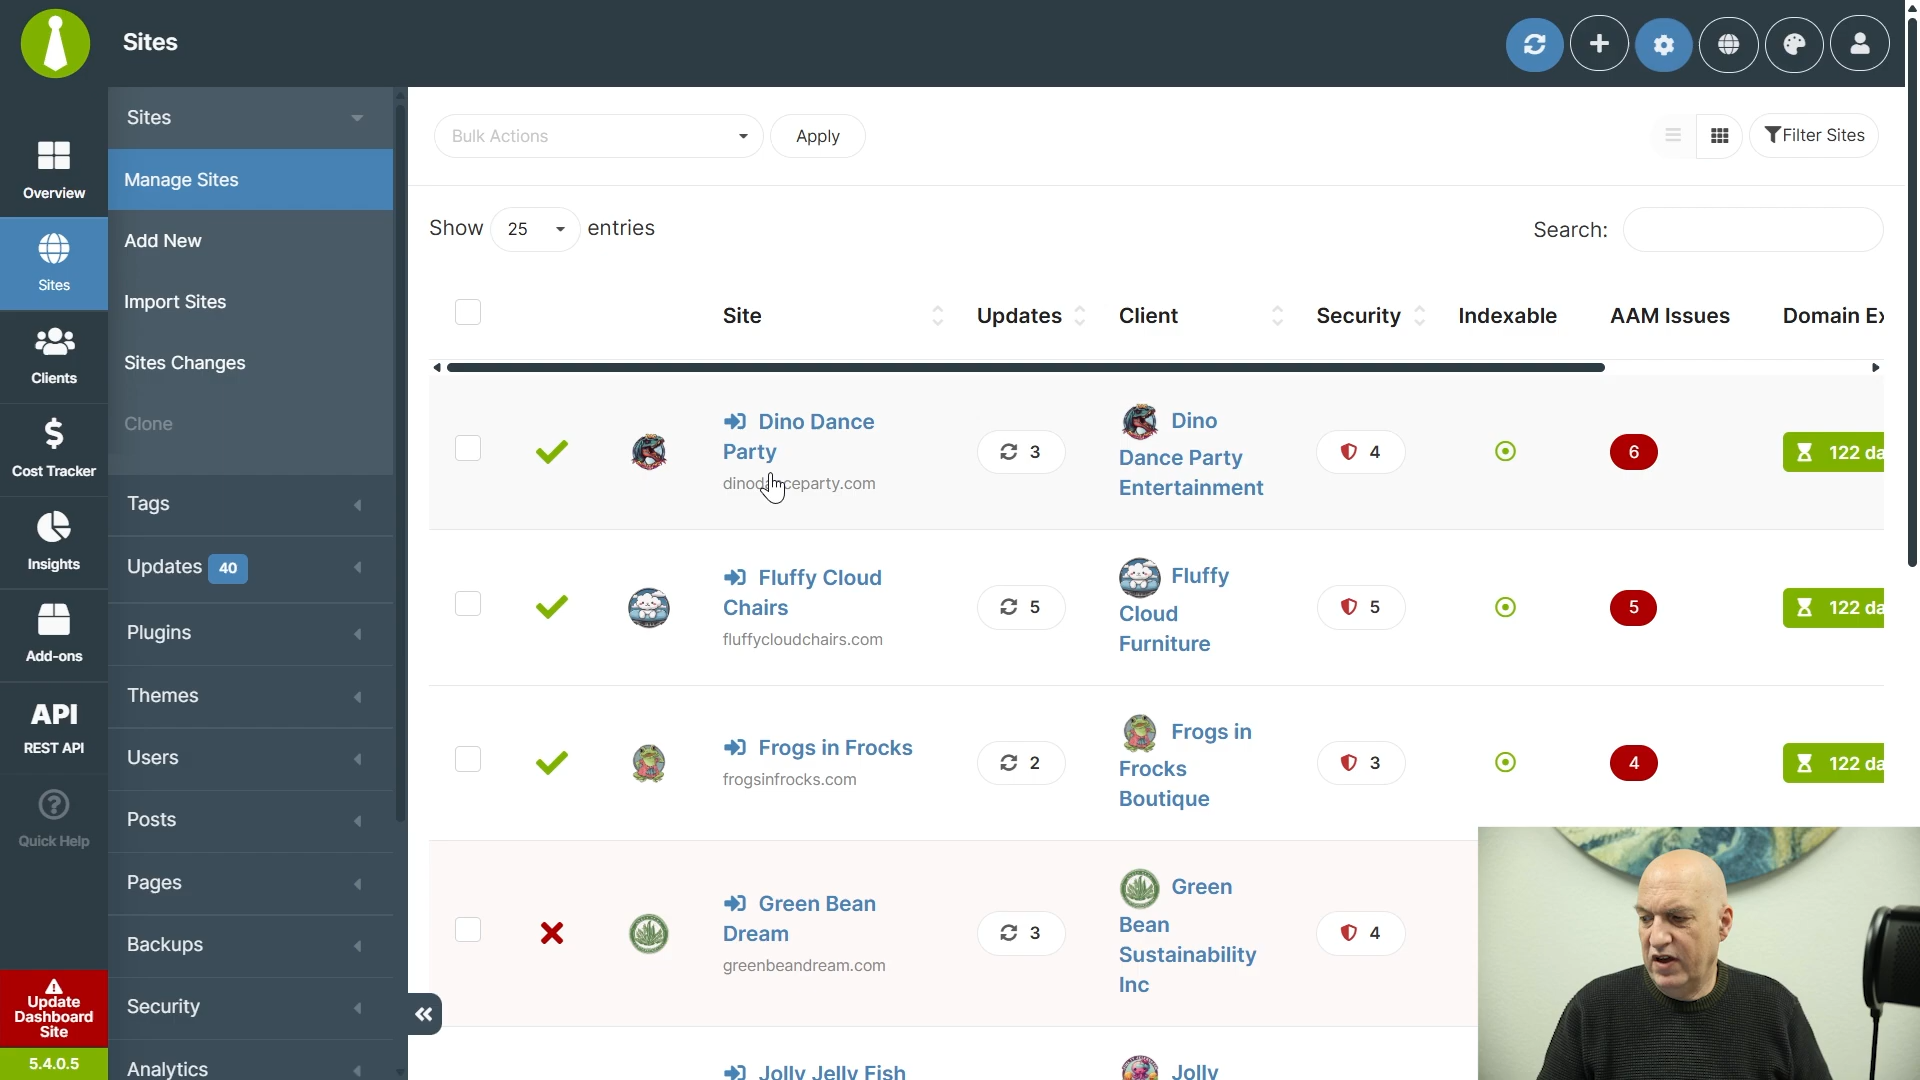 Sites
Overview
Sites
Clients
Cost Tracker
Insights
Add-ons
API
REST API
Quick Help
Update
Dashboard
Site
5.4.0.5
Sites
Manage Sites
Add New
Import Sites
Sites Changes
Clone
Tags
Updates 40
Plugins
Themes
Users
Posts
Pages
Backups
Security
Analytics
Bulk Actions
Apply
Filter Sites
Show 25 entries
Search:
Site Updates Client Security Indexable AAM Issues Domain Ex
Dino Dance
Party
dinodanceparty.com
3
Dino
Dance Party
Entertainment
4
6
122 da
Fluffy Cloud
Chairs
fluffycloudchairs.com
5
Fluffy
Cloud
Furniture
5
5
122 da
Frogs in Frocks
frogsinfrocks.com
2
Frogs in
Frocks
Boutique
3
4
122 da
Green Bean
Dream
greenbeandream.com
3
Green
Bean
Sustainability
Inc
4
Jolly Jelly Fish
Jolly